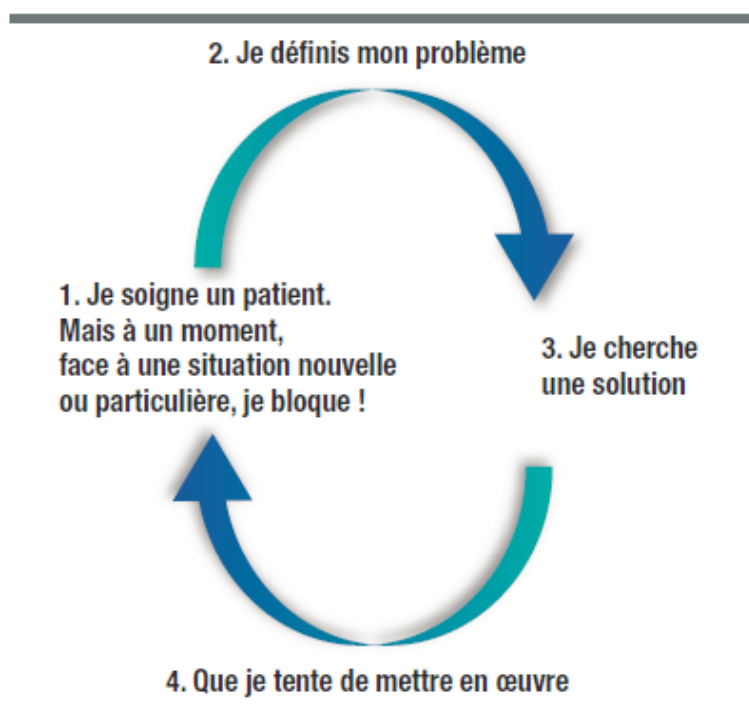 2. Je définis mon problème
1. Je soigne un patient.
Mais à un moment,
face à une situation nouvelle
ou particulière, je bloque !
3. Je cherche
une solution
4. Que je tente de mettre en œuvre